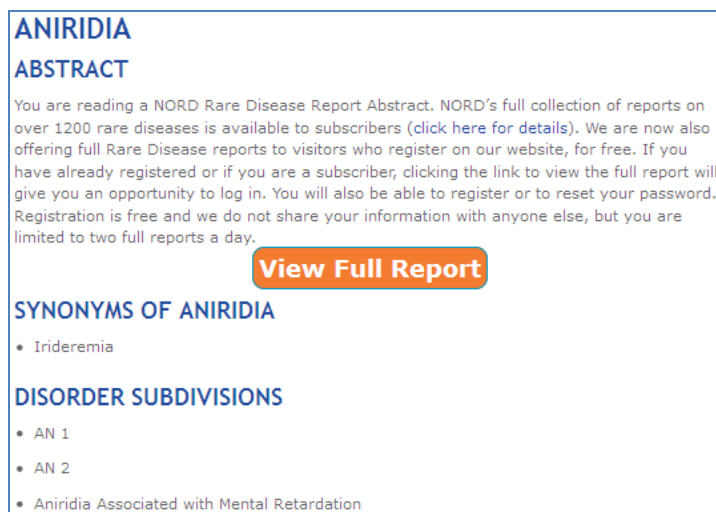 ANIRIDIA
ABSTRACT
You are reading a NORD Rare Disease Report Abstract. NORD’s full collection of reports on
over 1200 rare diseases is available to subscribers (click here for details). We are now also
offering full Rare Disease reports to visitors who register on our website, for free. If you
have already registered or if you are a subscriber, clicking the link to view the full report will
give you an opportunity to log in. You will also be able to register or to reset your password.
Registration is free and we do not share your information with anyone else, but you are
limited to two full reports a day.
View Full Report
SYNONYMS OF ANIRIDIA
• Irideremia
DISORDER SUBDIVISIONS
• AN 1
• AN 2
• Aniridia Associated with Mental Retardation